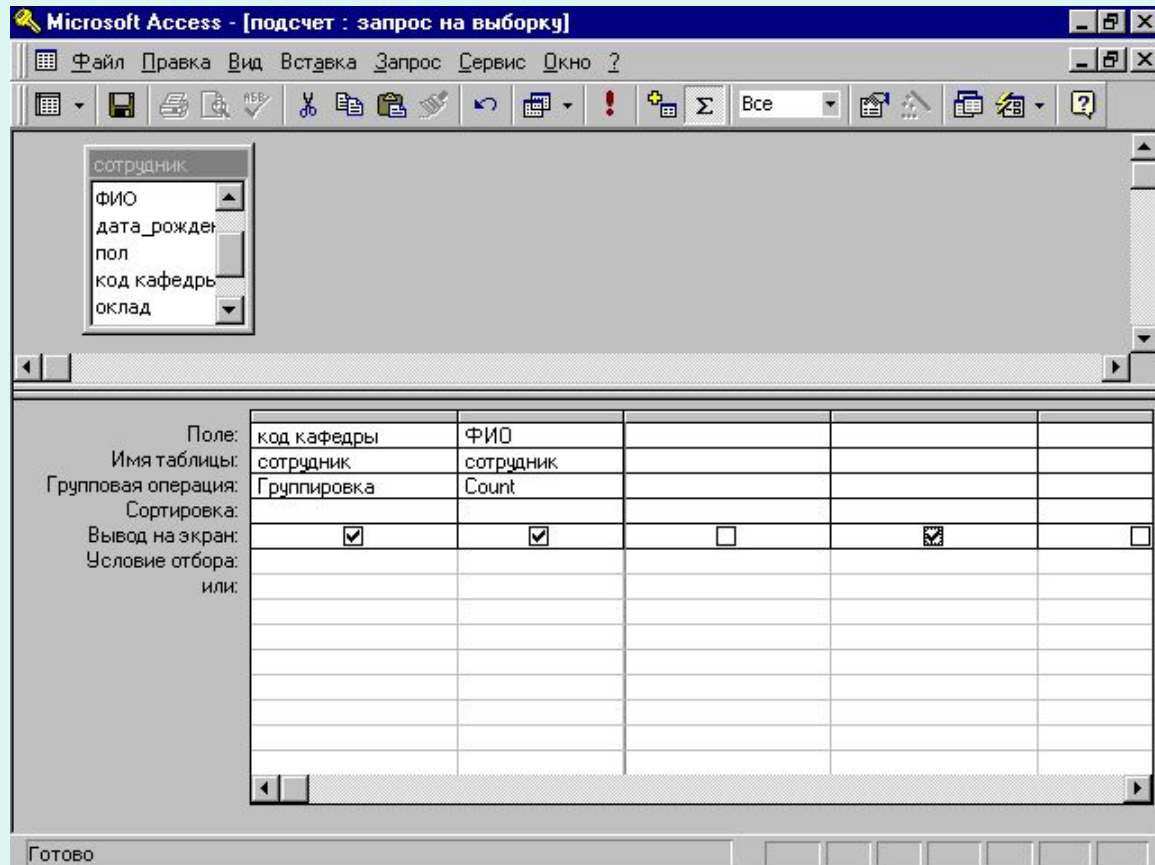 Microsoft Access - [подсчет : запрос на выборку]
Файл Правка Вид Вставка Запрос Сервис Окно ?
Σ Все
сотрудник
ФИО
дата_рожден
пол
код кафедры
оклад
Поле: код кафедры ФИО
Имя таблицы: сотрудник сотрудник
Групповая операция: Группировка Count
Сортировка:
Вывод на экран:
Условие отбора:
или:
Готово